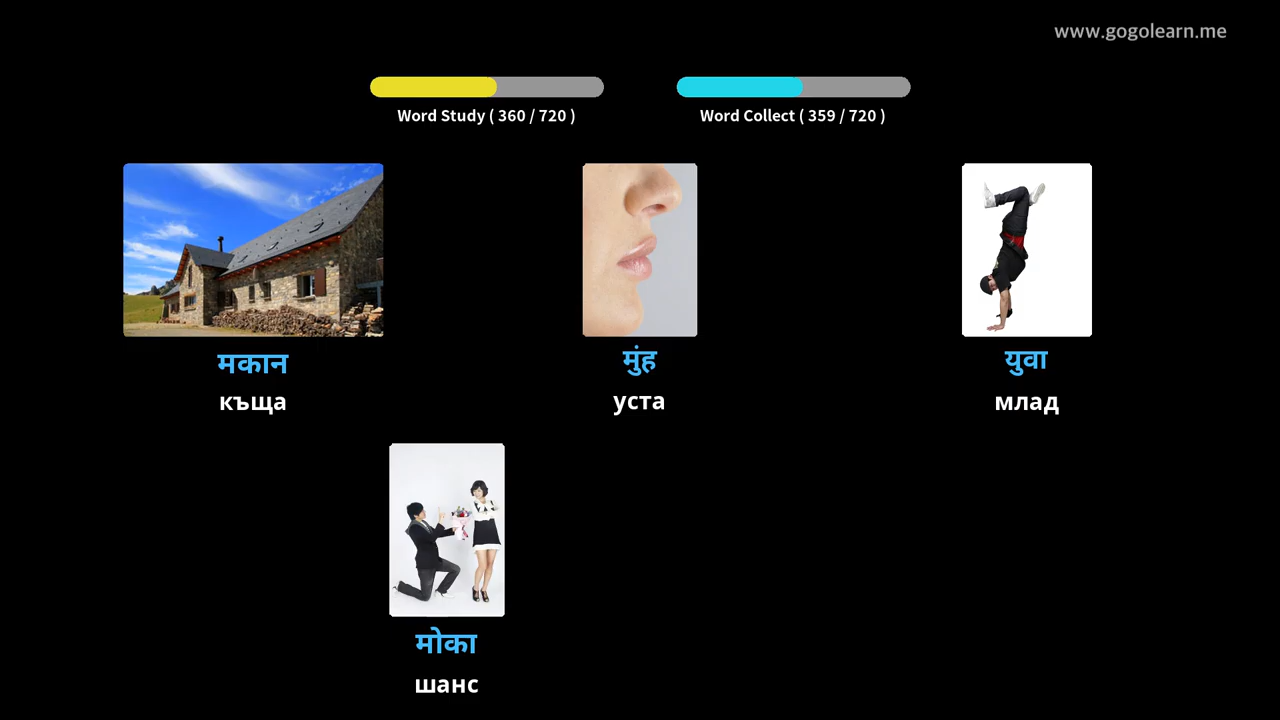 www.gogolearn.me
Word Study ( 360 / 720 )
Word Collect ( 359 / 720 )
मकान
къща
मुंह
уста
युवा
млад
मोका
шанс